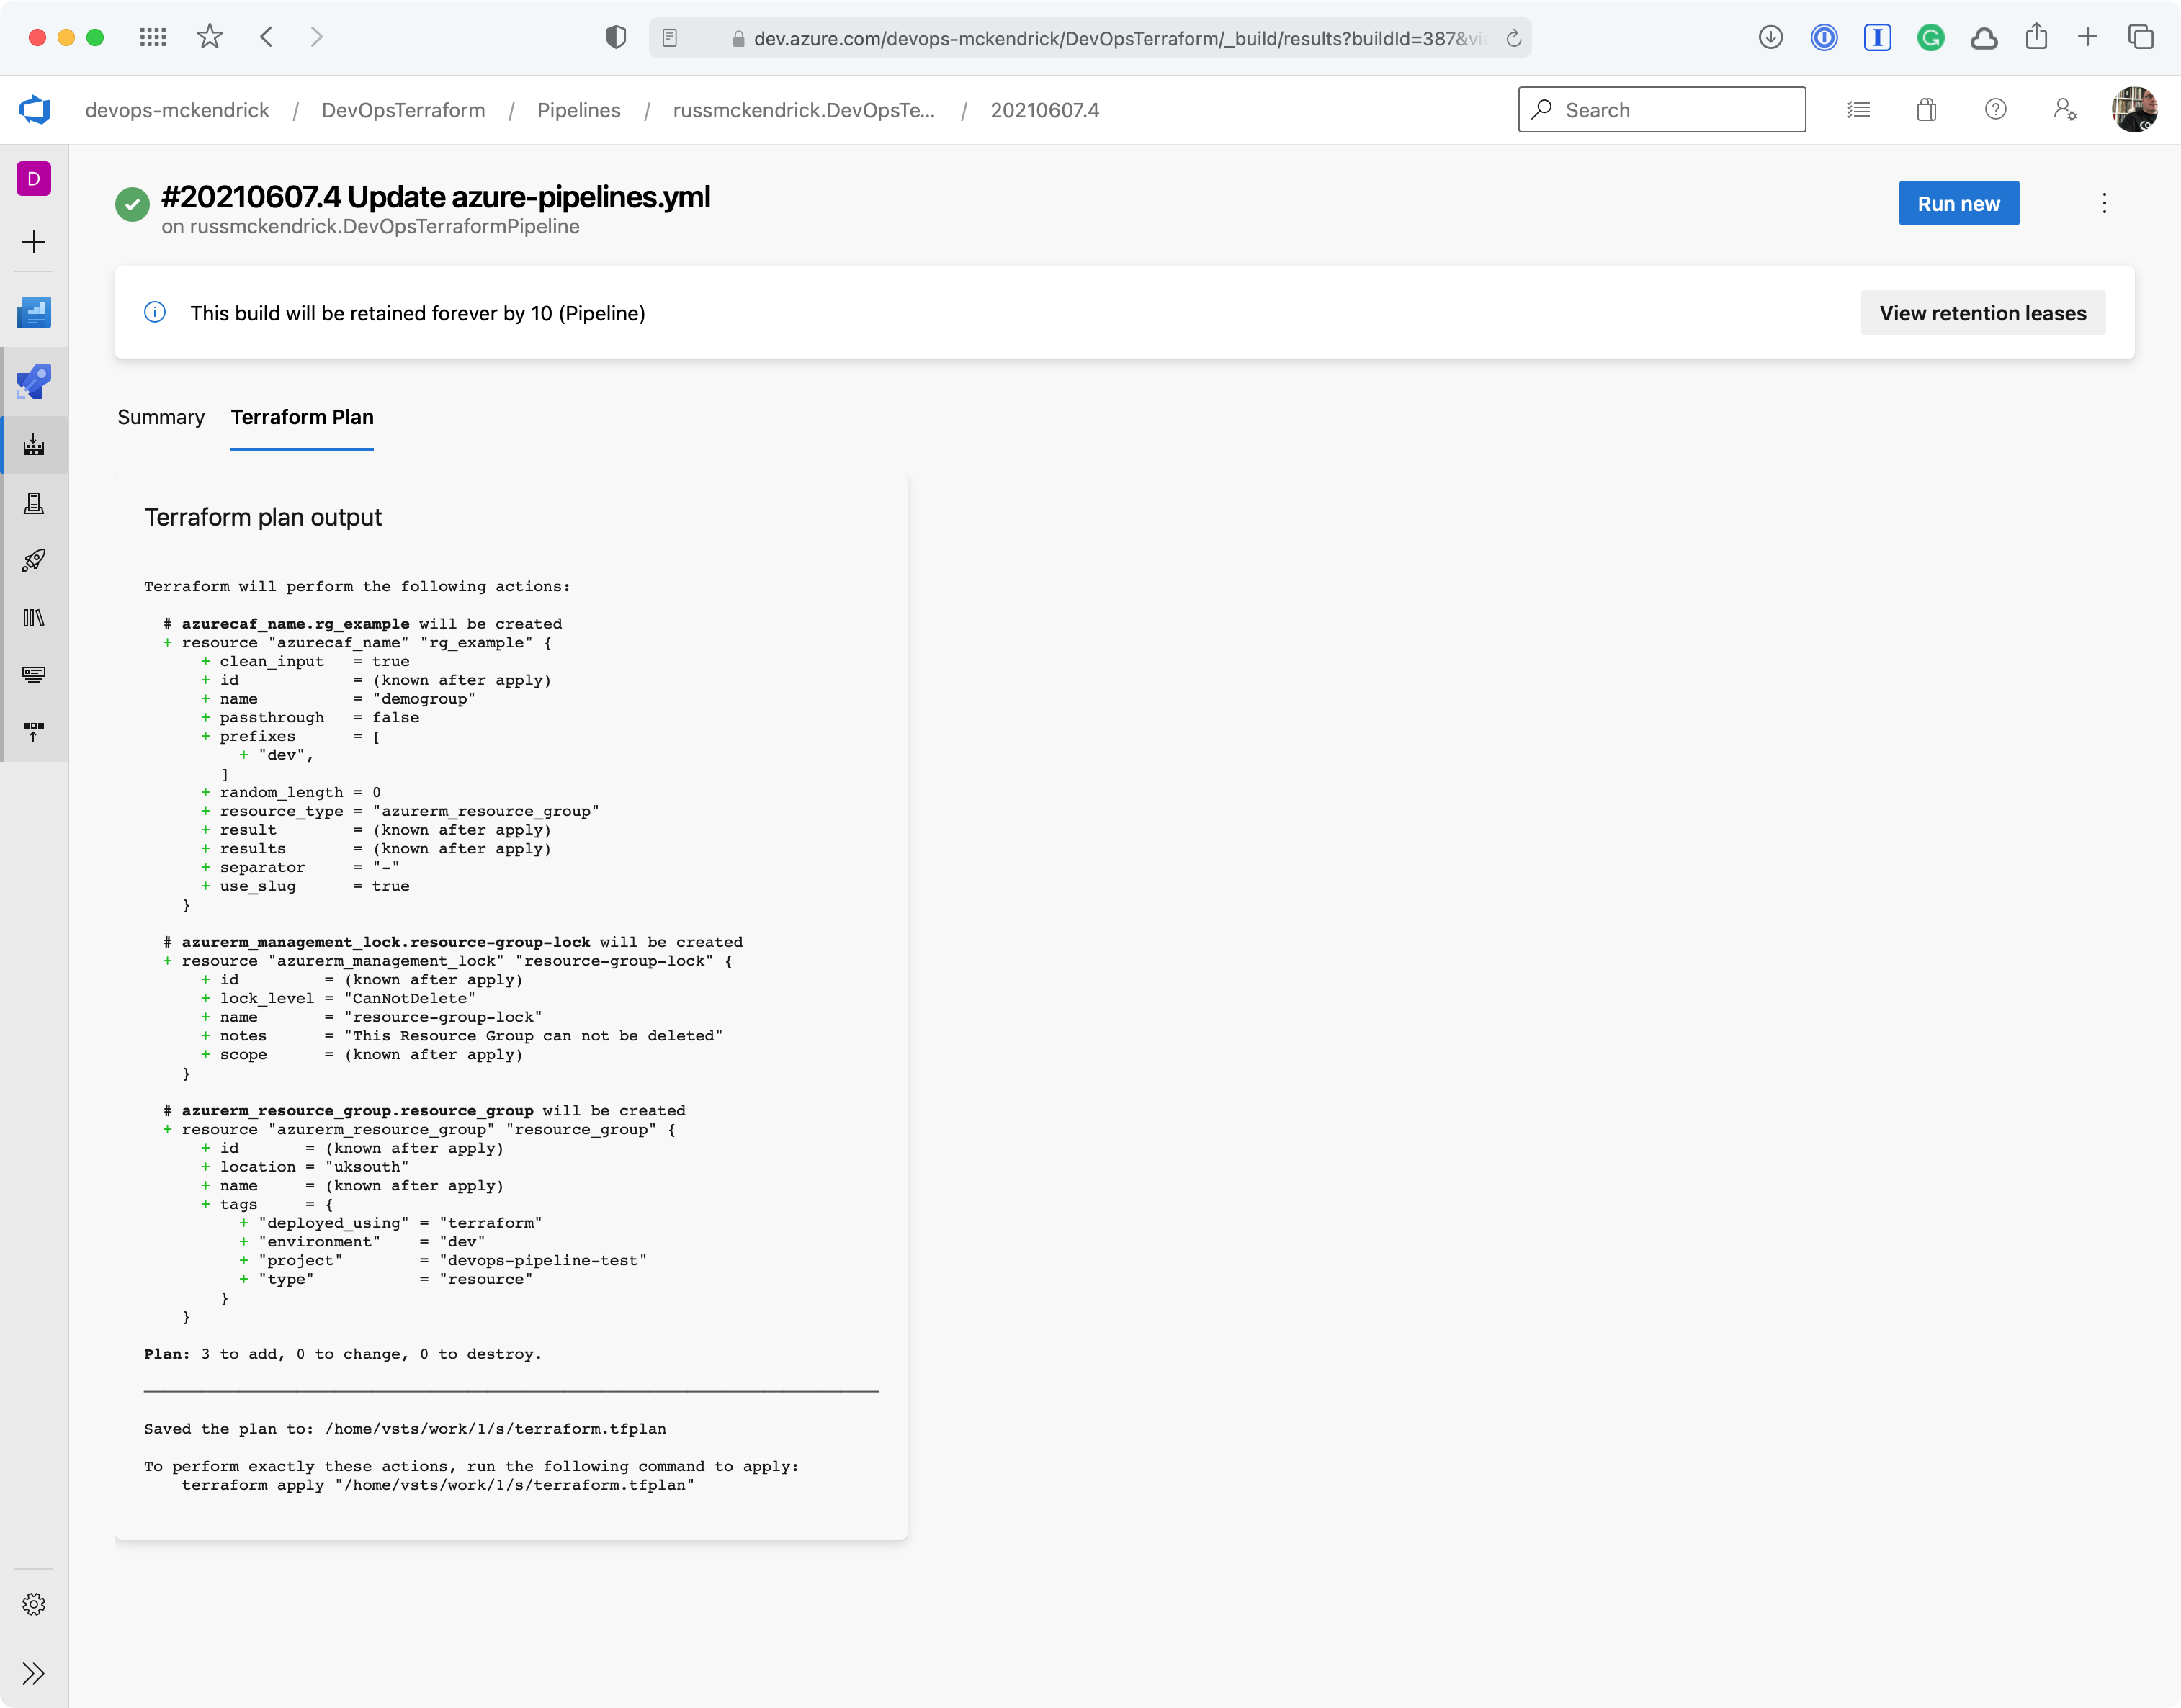 dev.azure.com/devops-mckendrick/DevOpsTerraform/_build/results?buildId=387&vi
devops-mckendrick / DevOpsTerraform / Pipelines / russmckendrick.DevOpsTe... / 20210607.4
Search
D
#20210607.4 Update azure-pipelines.yml
on russmckendrick.DevOpsTerraformPipeline
Run new
This build will be retained forever by 10 (Pipeline)
View retention leases
Summary Terraform Plan
Terraform plan output
Terraform will perform the following actions:
# azurecaf_name.rg_example will be created
+ resource "azurecaf_name" "rg_example" {
+ clean_input   = true
+ id            = (known after apply)
+ name          = "demogroup"
+ passthrough   = false
+ prefixes      = [
+ "dev",
]
+ random_length = 0
+ resource_type = "azurerm_resource_group"
+ result        = (known after apply)
+ results       = (known after apply)
+ separator     = "-"
+ use_slug      = true
}
# azurerm_management_lock.resource-group-lock will be created
+ resource "azurerm_management_lock" "resource-group-lock" {
+ id         = (known after apply)
+ lock_level = "CanNotDelete"
+ name       = "resource-group-lock"
+ notes      = "This Resource Group can not be deleted"
+ scope      = (known after apply)
}
# azurerm_resource_group.resource_group will be created
+ resource "azurerm_resource_group" "resource_group" {
+ id       = (known after apply)
+ location = "uksouth"
+ name     = (known after apply)
+ tags     = {
+ "deployed_using" = "terraform"
+ "environment"    = "dev"
+ "project"        = "devops-pipeline-test"
+ "type"           = "resource"
}
}
Plan: 3 to add, 0 to change, 0 to destroy.
Saved the plan to: /home/vsts/work/1/s/terraform.tfplan
To perform exactly these actions, run the following command to apply:
terraform apply "/home/vsts/work/1/s/terraform.tfplan"